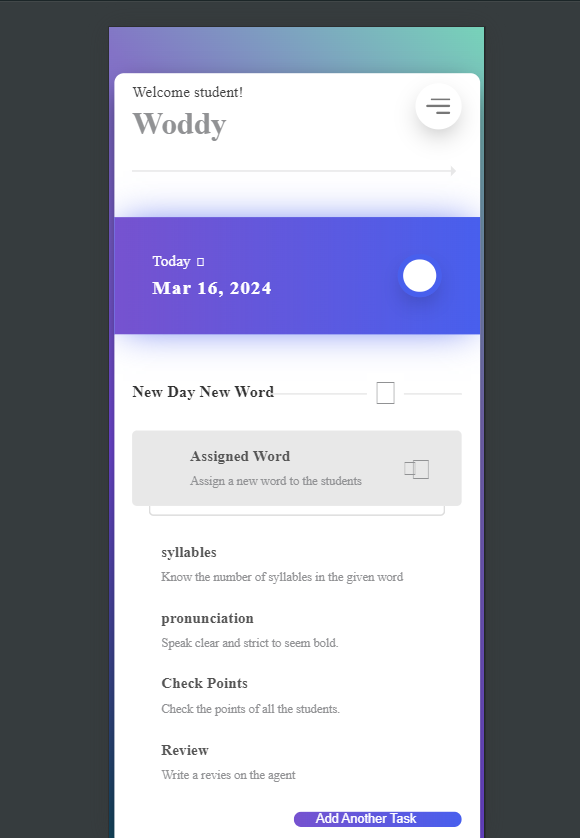 Welcome student!
Woddy
Today
Mar 16, 2024
New Day New Word
Assigned Word
Assign a new word to the students
syllables
Know the number of syllables in the given word
pronunciation
Speak clear and strict to seem bold.
Check Points
Check the points of all the students.
Review
Write a revies on the agent
Add Another Task